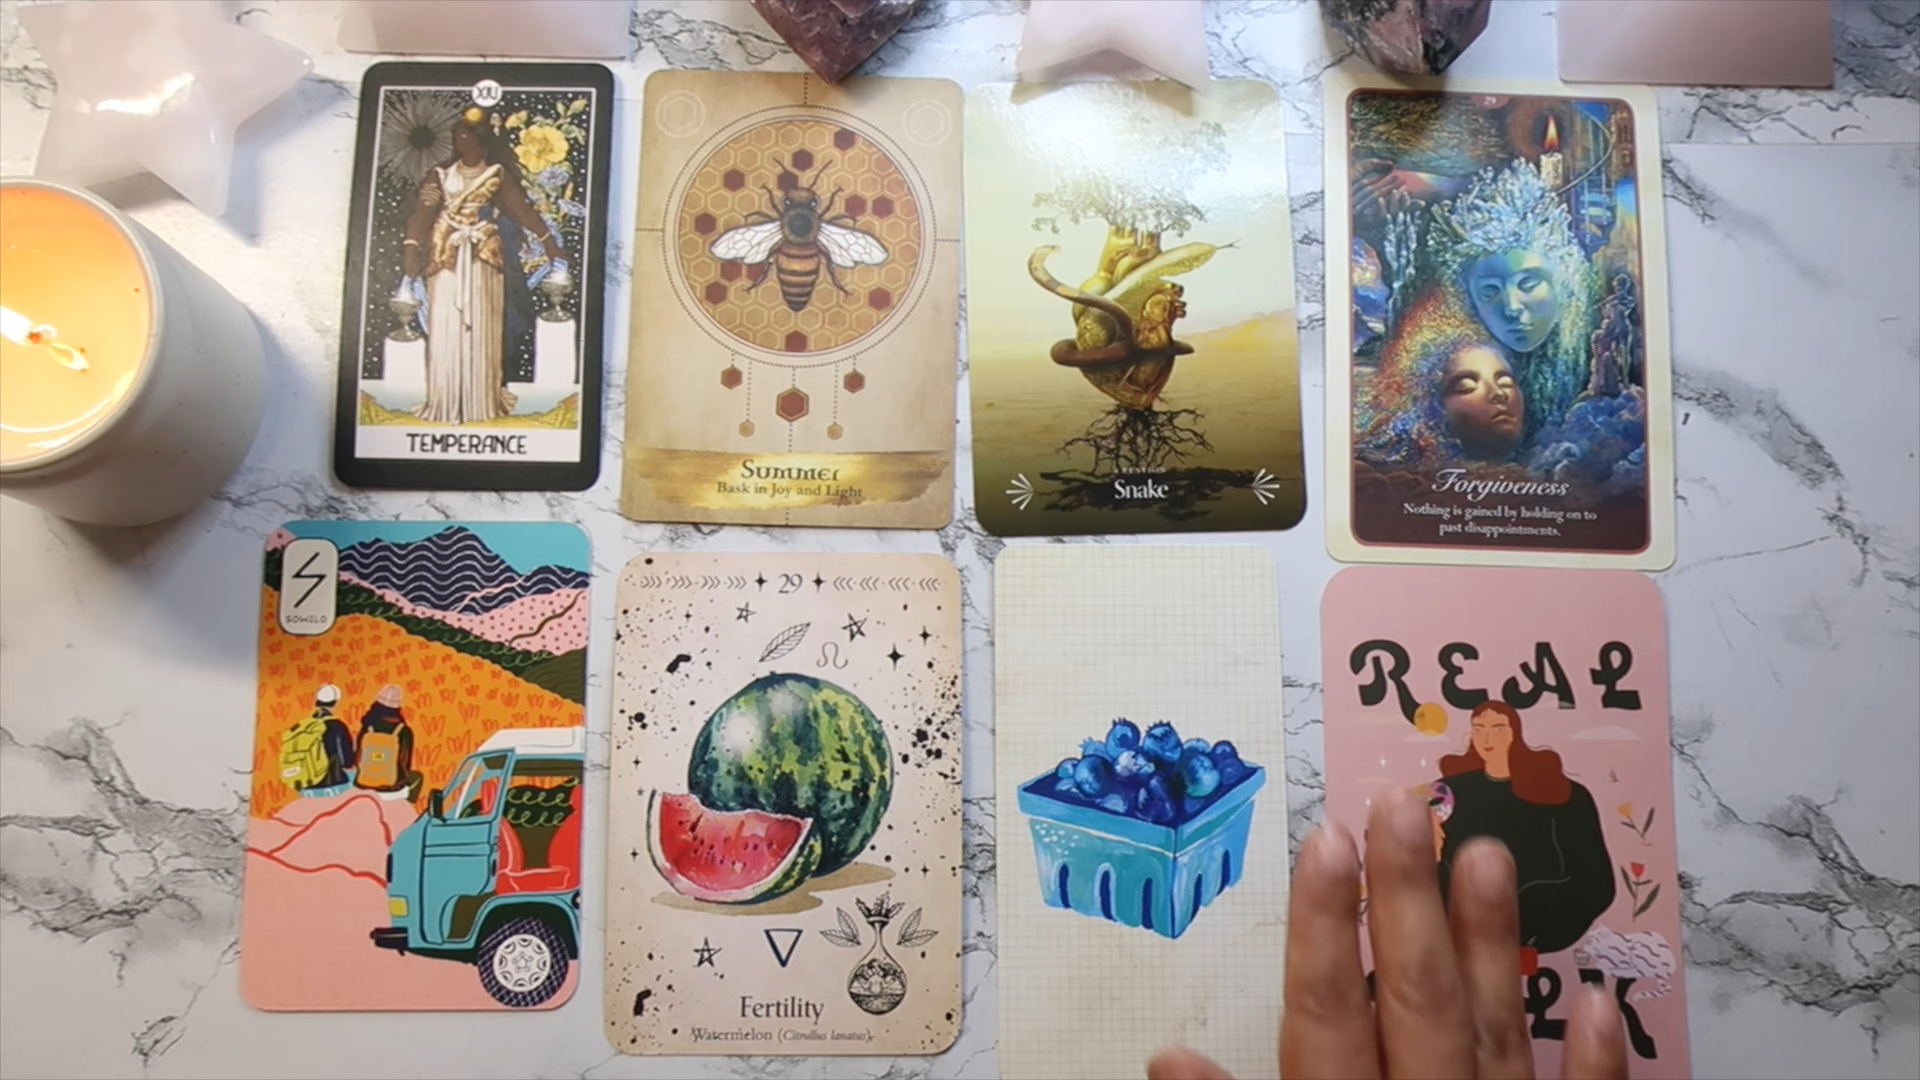 XIV
TEMPERANCE
Summer
Bask in Joy and Light
Snake
29
Forgiveness
Nothing is gained by holding on to
past disappointments.
SOWILO
29
Fertility
Watermelon (Citrullus lanatus)
REAL